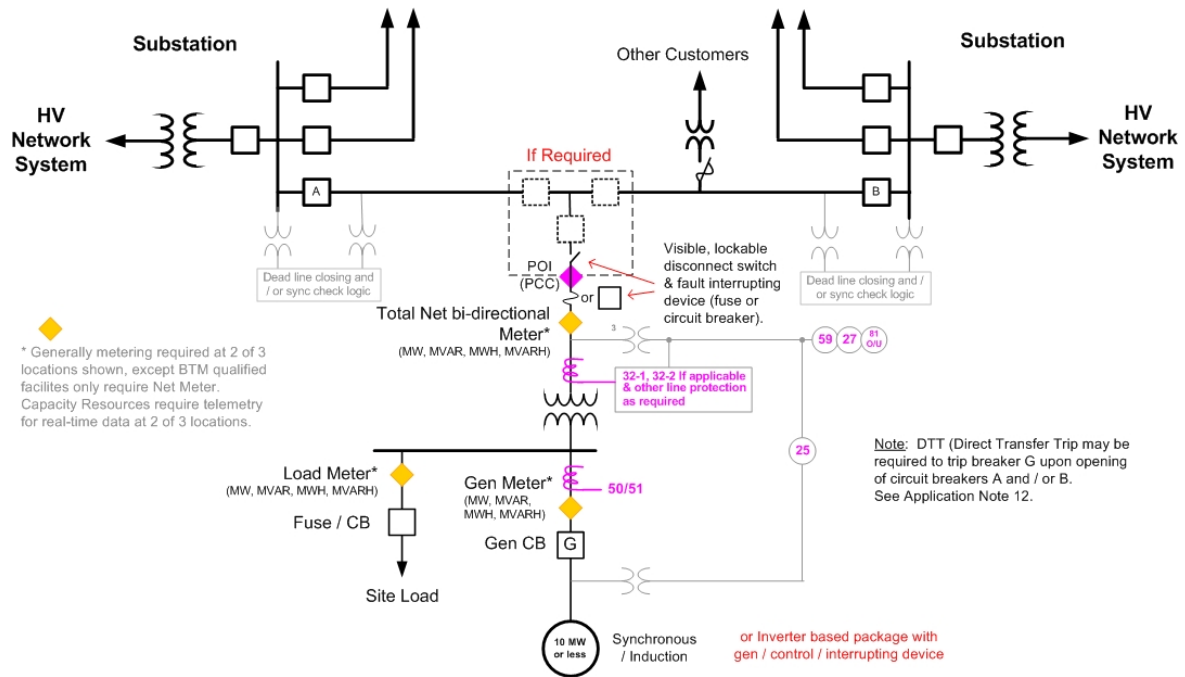 Substation
Substation
Other Customers
HV
Network
System
HV
Network
System
If Required
A
B
Dead line closing and
/ or sync check logic
POI
(PCC)
or
Visible, lockable
disconnect switch
& fault interrupting
device (fuse or
circuit breaker).
Dead line closing and /
or sync check logic
Total Net bi-directional
Meter*
(MW, MVAR, MWH, MVARH)
3
59
27
81
O/U
* Generally metering required at 2 of 3
locations shown, except BTM qualified
facilites only require Net Meter.
Capacity Resources require telemetry
for real-time data at 2 of 3 locations.
32-1, 32-2 If applicable
& other line protection
as required
25
Note: DTT (Direct Transfer Trip may be
required to trip breaker G upon opening
of circuit breakers A and / or B.
See Application Note 12.
Load Meter*
(MW, MVAR, MWH, MVARH)
Fuse / CB
Site Load
Gen Meter*
(MW, MVAR,
MWH, MVARH)
50/51
Gen CB
G
10 MW
or less
Synchronous
/ Induction
or Inverter based package with
gen / control / interrupting device